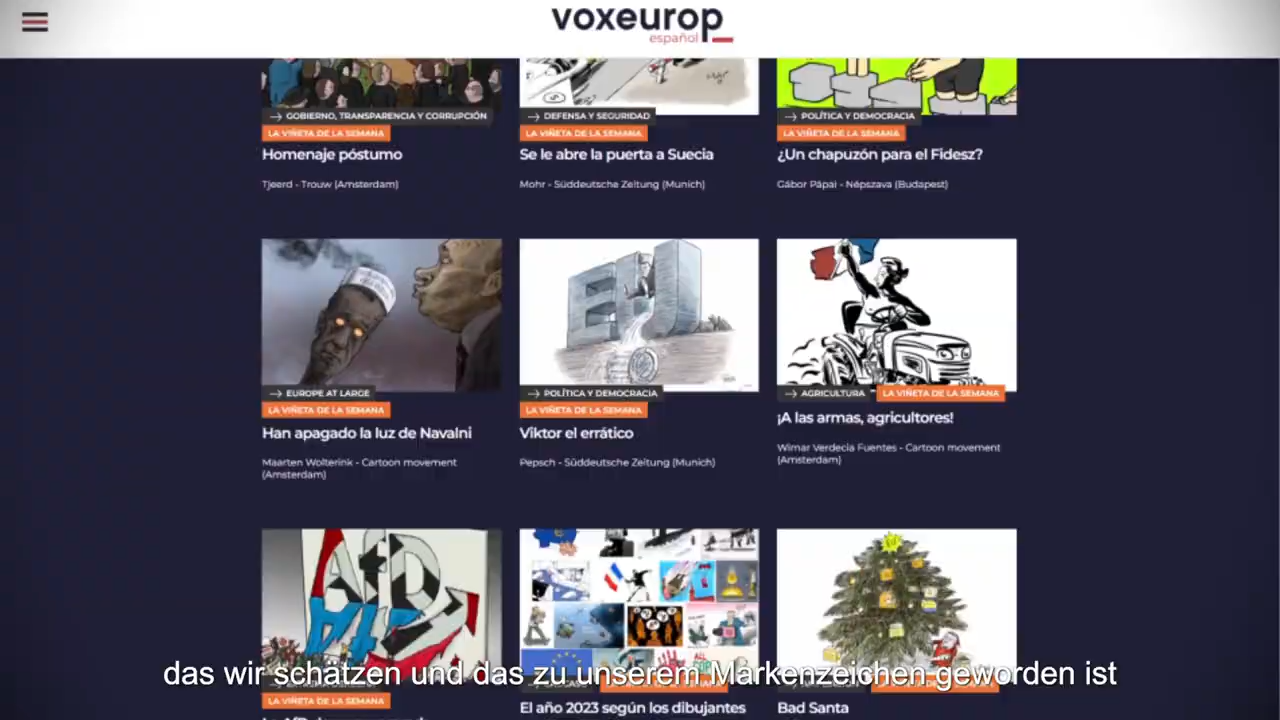 voxeurop
español
GOBIERNO, TRANSPARENCIA Y CORRUPCIÓN
LA VIÑETA DE LA SEMANA
Homenaje póstumo
Tjeerd - Trouw (Amsterdam)
DEFENSA Y SEGURIDAD
LA VIÑETA DE LA SEMANA
Se le abre la puerta a Suecia
Mohr - Süddeutsche Zeitung (Munich)
POLÍTICA Y DEMOCRACIA
LA VIÑETA DE LA SEMANA
¿Un chapuzón para el Fidesz?
Gábor Pápai - Népszava (Budapest)
EUROPE AT LARGE
LA VIÑETA DE LA SEMANA
Han apagado la luz de Navalni
Maarten Wolterink - Cartoon movement
(Amsterdam)
EU
POLÍTICA Y DEMOCRACIA
LA VIÑETA DE LA SEMANA
Viktor el errático
Pepsch - Süddeutsche Zeitung (Munich)
AGRICULTURA
LA VIÑETA DE LA SEMANA
¡A las armas, agricultores!
Wimar Verdecia Fuentes - Cartoon movement
(Amsterdam)
AfD
LA VIÑETA DE LA SEMANA
El año 2023 según los dibujantes
Bad Santa
das wir schätzen und das zu unserem Markenzeichen geworden ist